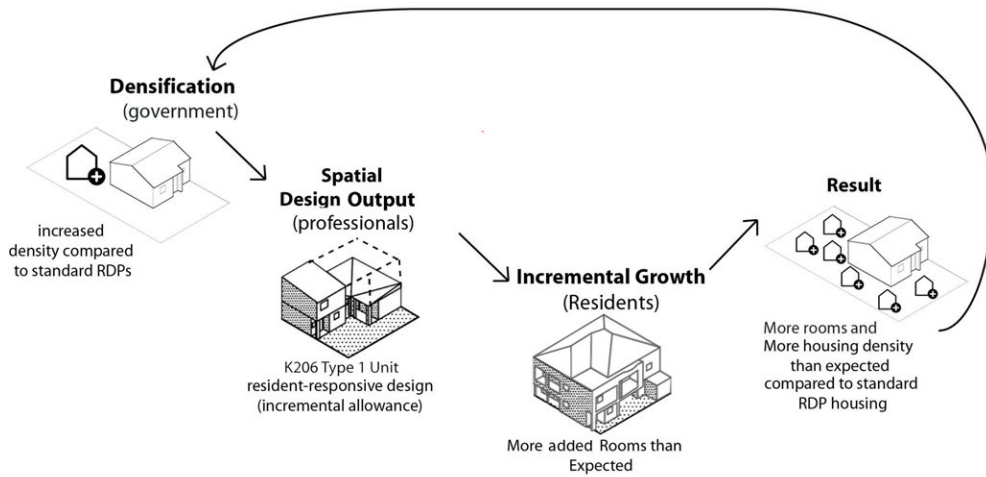 Densification
(government)
increased
density compared
to standard RDPs
Spatial
Design Output
(professionals)
K206 Type 1 Unit
resident-responsive design
(incremental allowance)
Incremental Growth
(Residents)
More added Rooms than
Expected
Result
More rooms and
More housing density
than expected
compared to standard
RDP housing